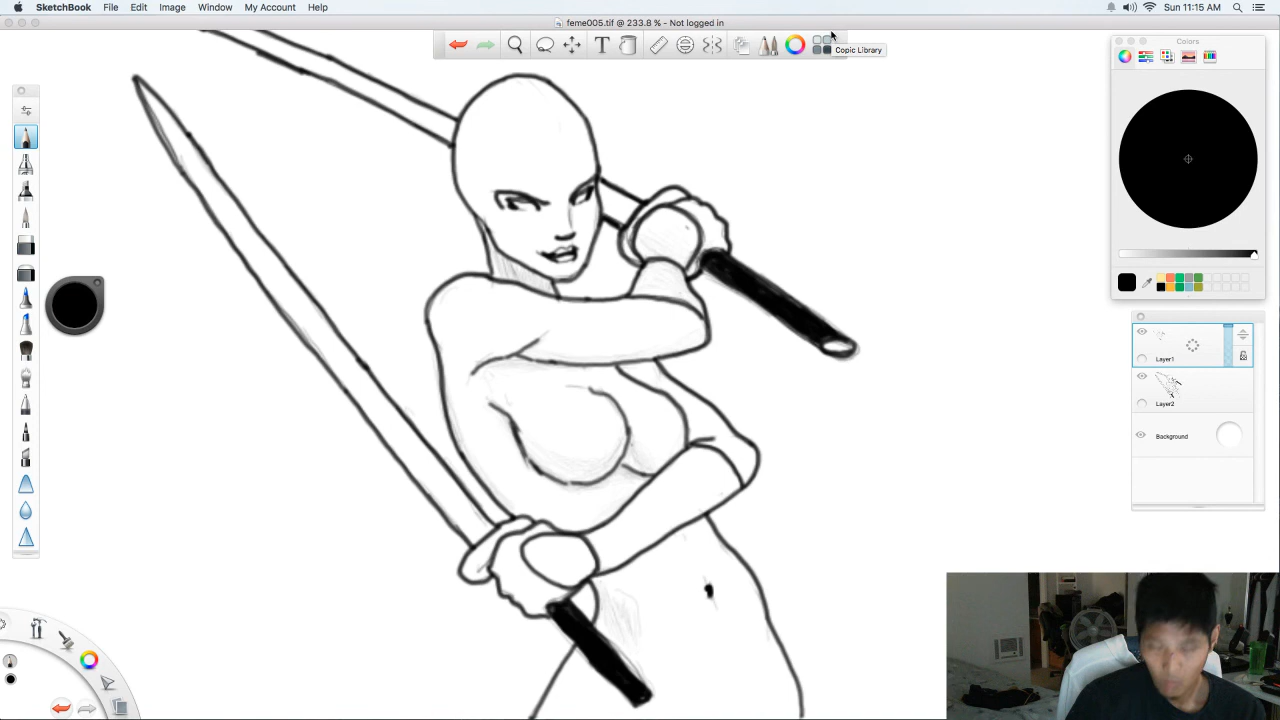 SketchBook File Edit Image Window My Account Help Sun 11:15 AM
feme005.tif @ 233.8 % - Not logged in
T
Copic Library
Colors
Layer1
Layer2
Background